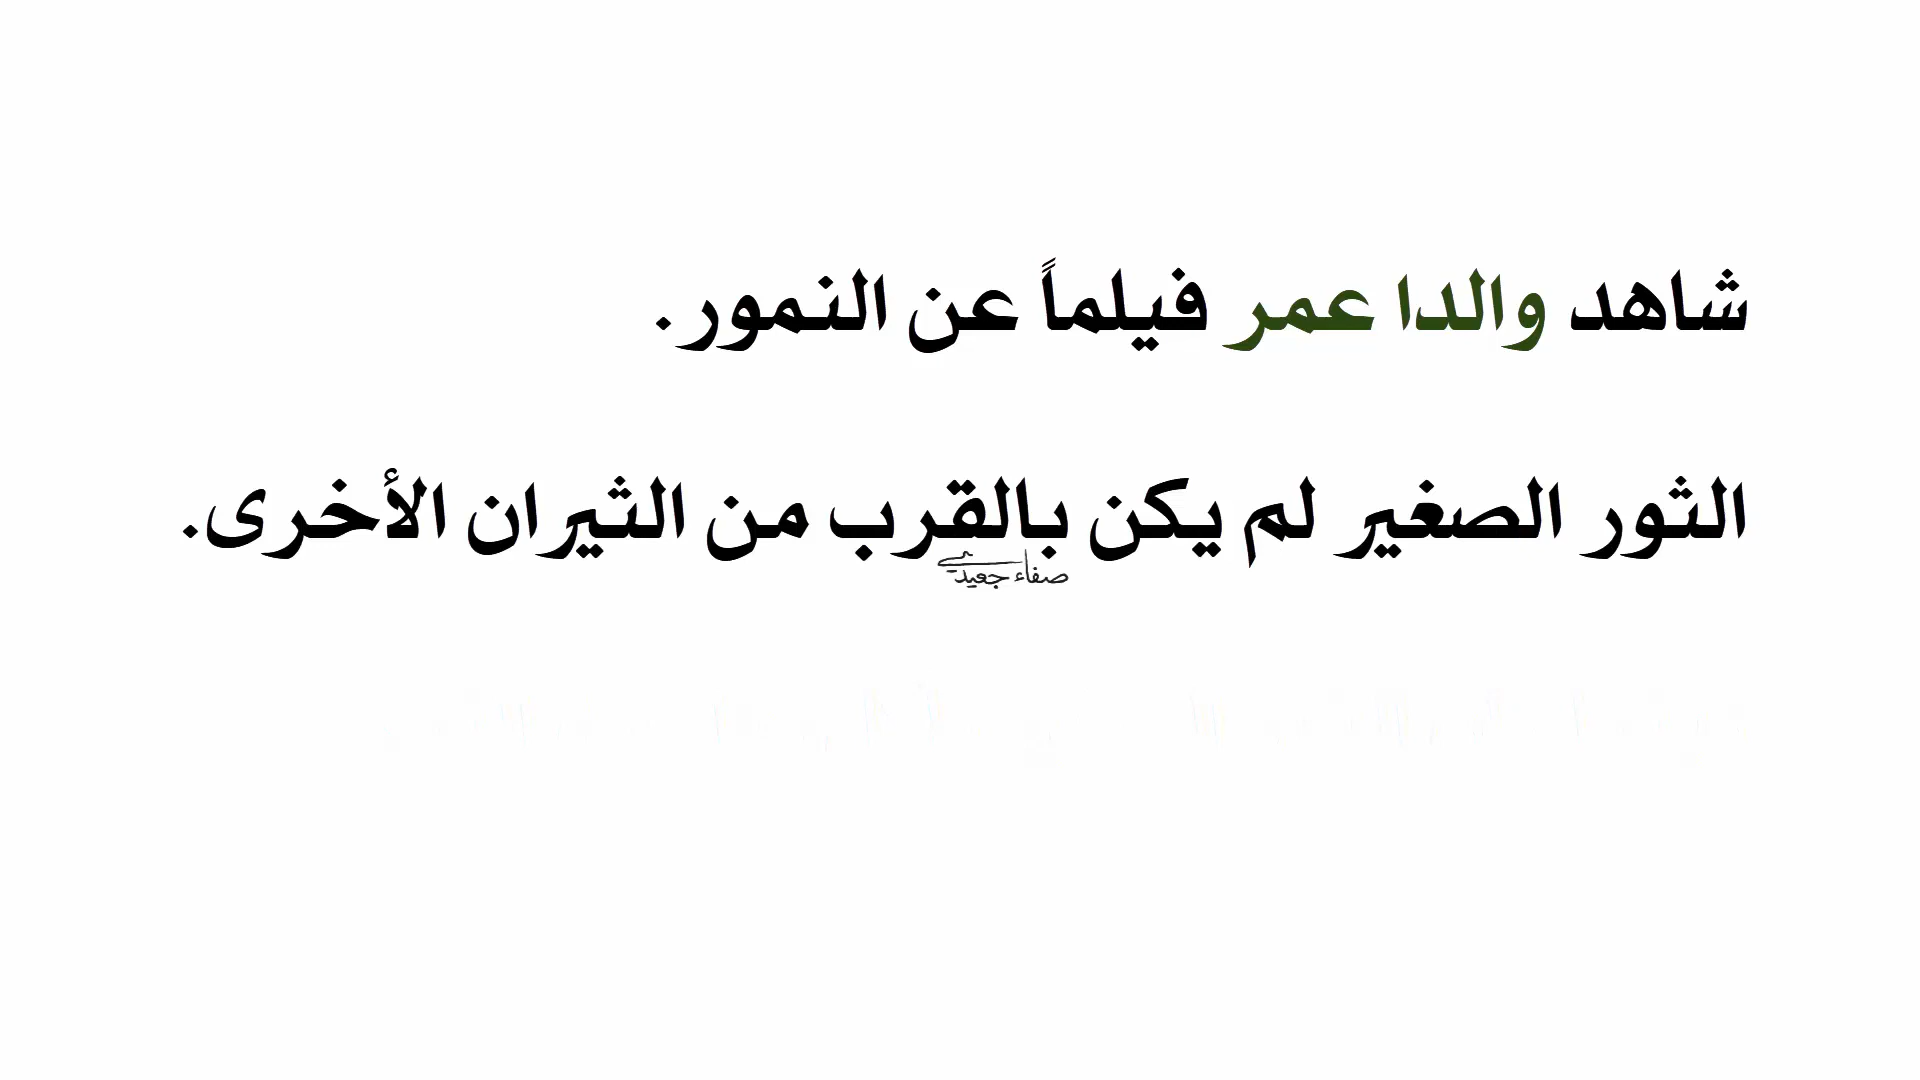 شاهد والدا عمر فيلماً عن النمور.
الثور الصغير لم يكن بالقرب من الثيران الأخرى.
صفاء جعيدي